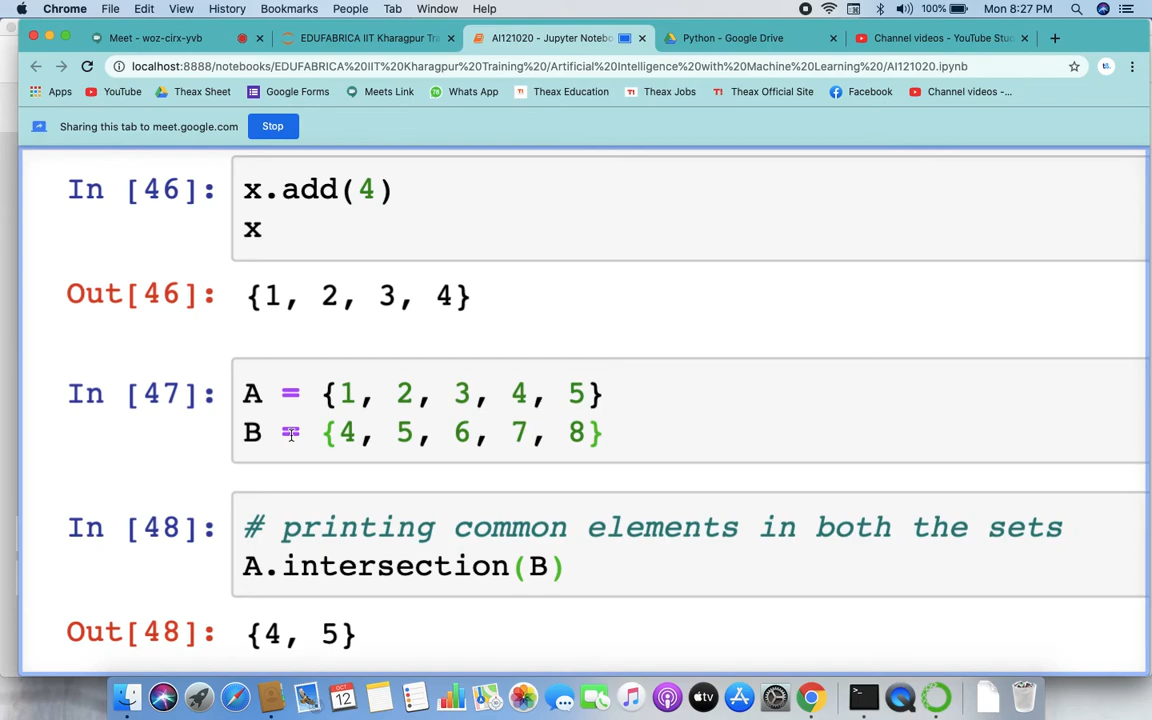 Chrome File Edit View History Bookmarks People Tab Window Help 100% Mon 8:27 PM
Meet - woz-cirx-yvb EDUFABRICA IIT Kharagpur Tra AI121020 - Jupyter Notebo Python - Google Drive Channel videos - YouTube Stu
localhost:8888/notebooks/EDUFABRICA%20IIT%20Kharagpur%20Training%20/Artificial%20Intelligence%20with%20Machine%20Learning%20/AI121020.ipynb
Apps YouTube Theax Sheet Google Forms Meets Link Whats App Theax Education Theax Jobs Theax Official Site Facebook Channel videos -...
Sharing this tab to meet.google.com Stop
In [46]: x.add(4)
x
Out[46]: {1, 2, 3, 4}
In [47]: A = {1, 2, 3, 4, 5}
B = {4, 5, 6, 7, 8}
In [48]: # printing common elements in both the sets
A.intersection(B)
Out[48]: {4, 5}
OCT
12
tv